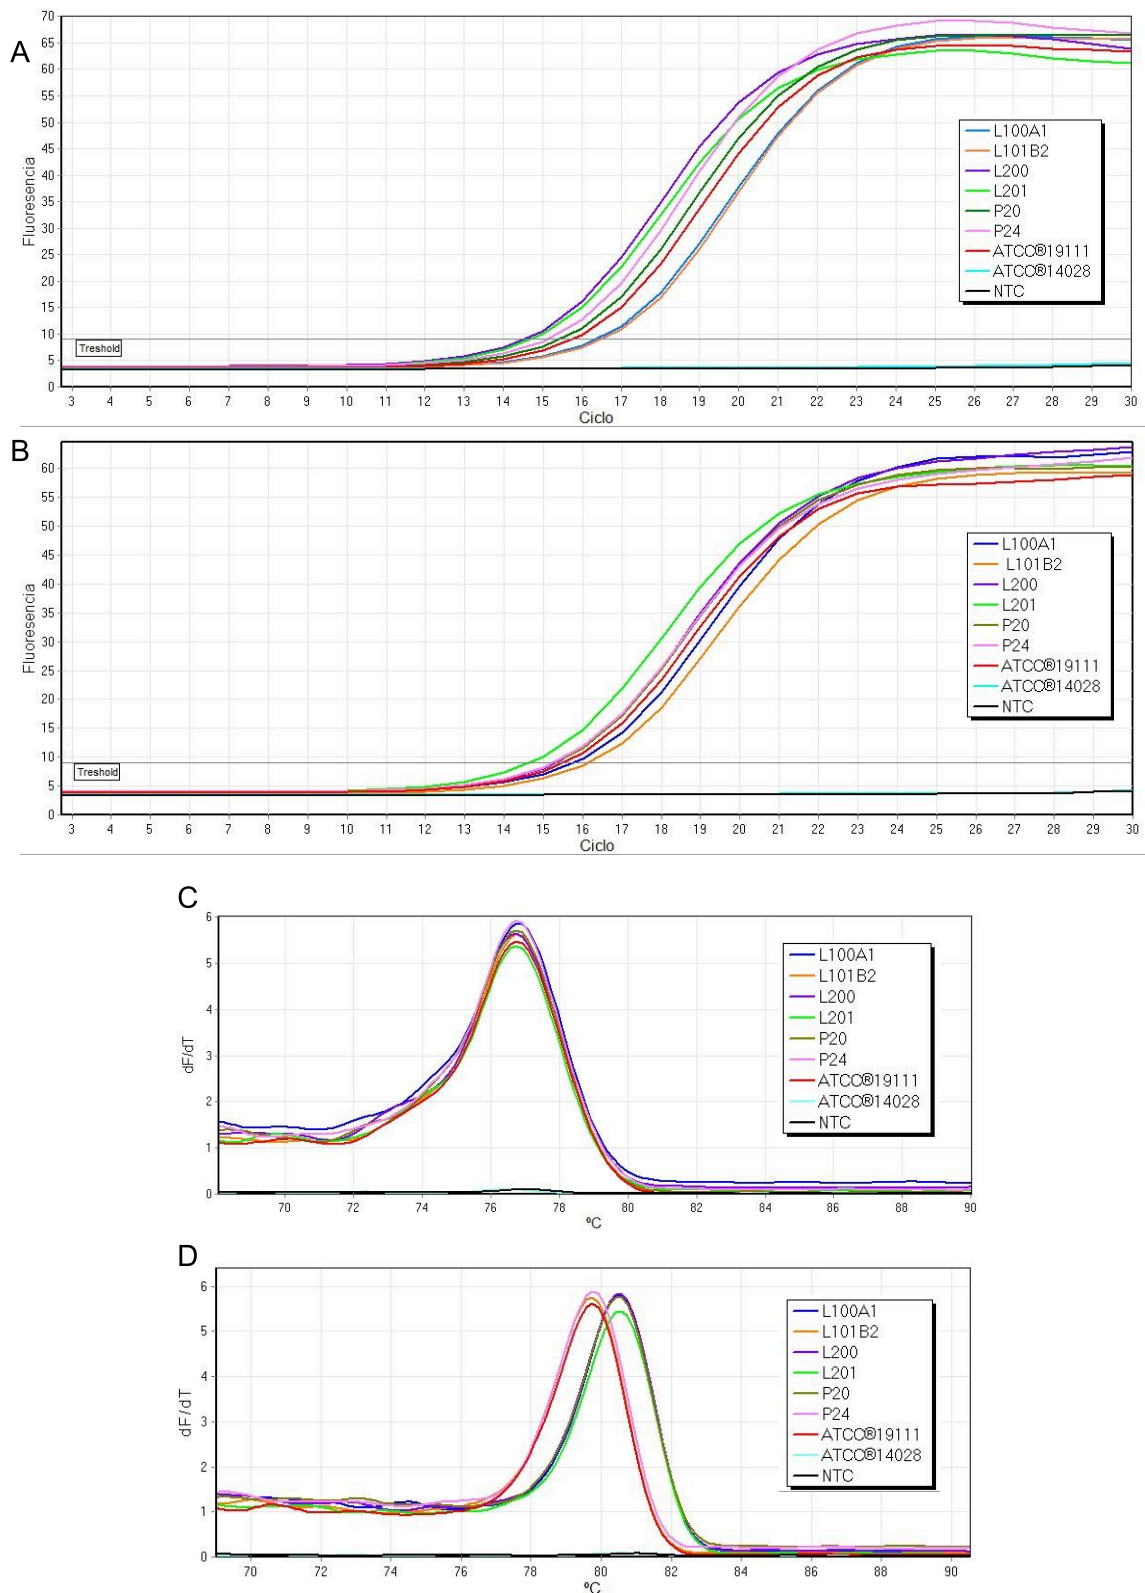 A
70
65
60
55
50
45
40
35
30
25
20
15
10
5
0
Fluoresencia
Treshold
3 4 5 6 7 8 9 10 11 12 13 14 15 16 17 18 19 20 21 22 23 24 25 26 27 28 29 30
Ciclo
L100A1
L101B2
L200
L201
P20
P24
ATCC®19111
ATCC®14028
NTC
B
60
55
50
45
40
35
30
25
20
15
10
5
0
Fluoresencia
Treshold
3 4 5 6 7 8 9 10 11 12 13 14 15 16 17 18 19 20 21 22 23 24 25 26 27 28 29 30
Ciclo
L100A1
L101B2
L200
L201
P20
P24
ATCC®19111
ATCC®14028
NTC
C
6
5
4
3
2
1
0
dF/dT
70 72 74 76 78 80 82 84 86 88 90
ºC
L100A1
L101B2
L200
L201
P20
P24
ATCC®19111
ATCC®14028
NTC
D
6
5
4
3
2
1
0
dF/dT
70 72 74 76 78 80 82 84 86 88 90
ºC
L100A1
L101B2
L200
L201
P20
P24
ATCC®19111
ATCC®14028
NTC